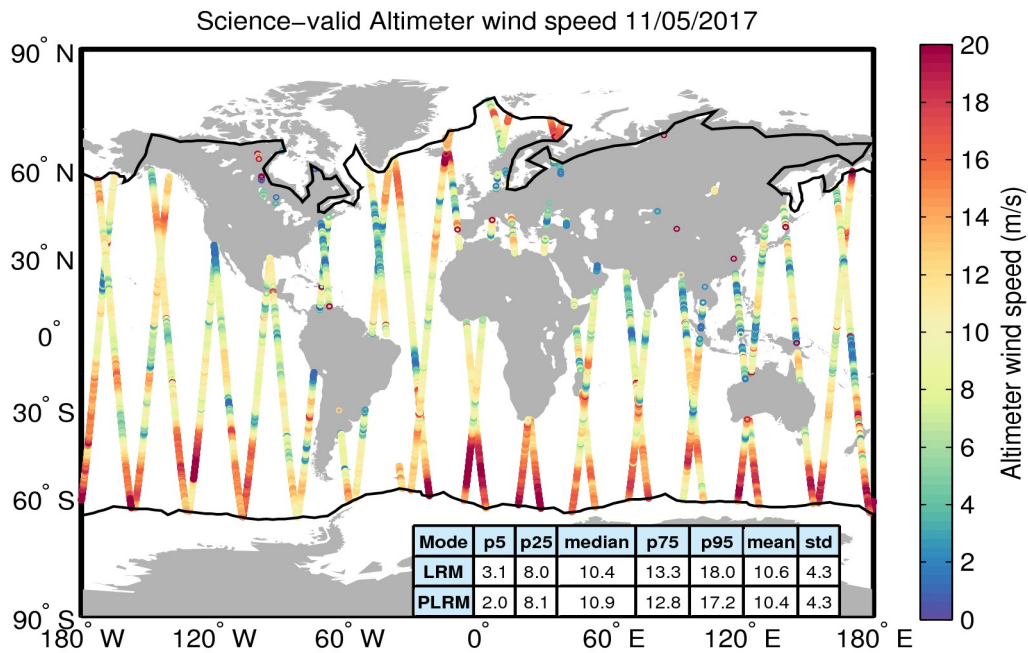 Science−valid Altimeter wind speed 11/05/2017
90° N
60° N
30° N
0°
30° S
60° S
90° S
180° W
120° W
60° W
0°
60° E
120° E
180° E
Mode p5 p25 median p75 p95 mean std
LRM 3.1 8.0 10.4 13.3 18.0 10.6 4.3
PLRM 2.0 8.1 10.9 12.8 17.2 10.4 4.3
20
18
16
14
12
10
8
6
4
2
0
Altimeter wind speed (m/s)